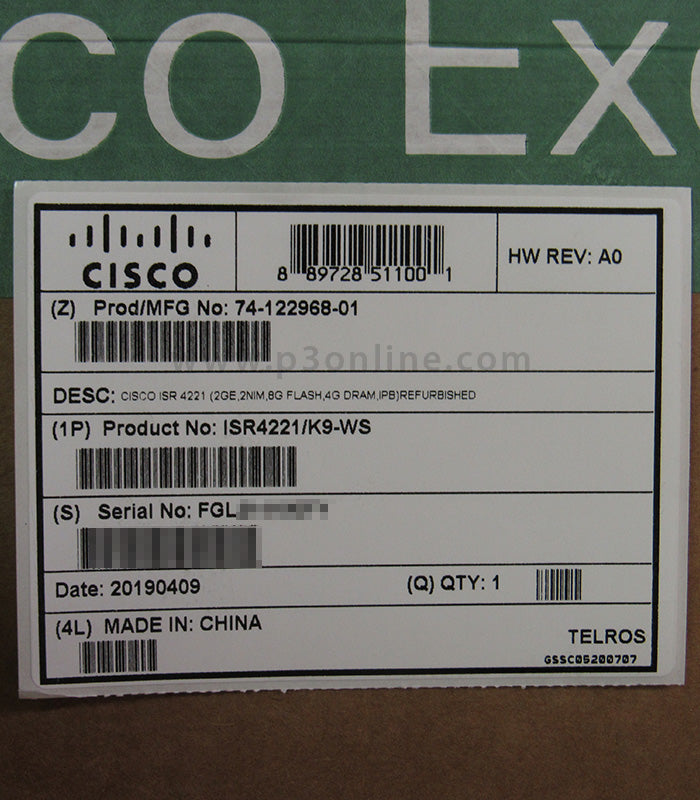 co Ex
CISCO
8 89728 51100 1
HW REV: A0
(Z) Prod/MFG No: 74-122968-01
www.p3online.com
DESC: CISCO ISR 4221 (2GE,2NIM,8G FLASH,4G DRAM,IPB)REFURBISHED
(1P) Product No: ISR4221/K9-WS
(S) Serial No: FGL
Date: 20190409
(Q) QTY: 1
(4L) MADE IN: CHINA
TELROS
GSSC05200707